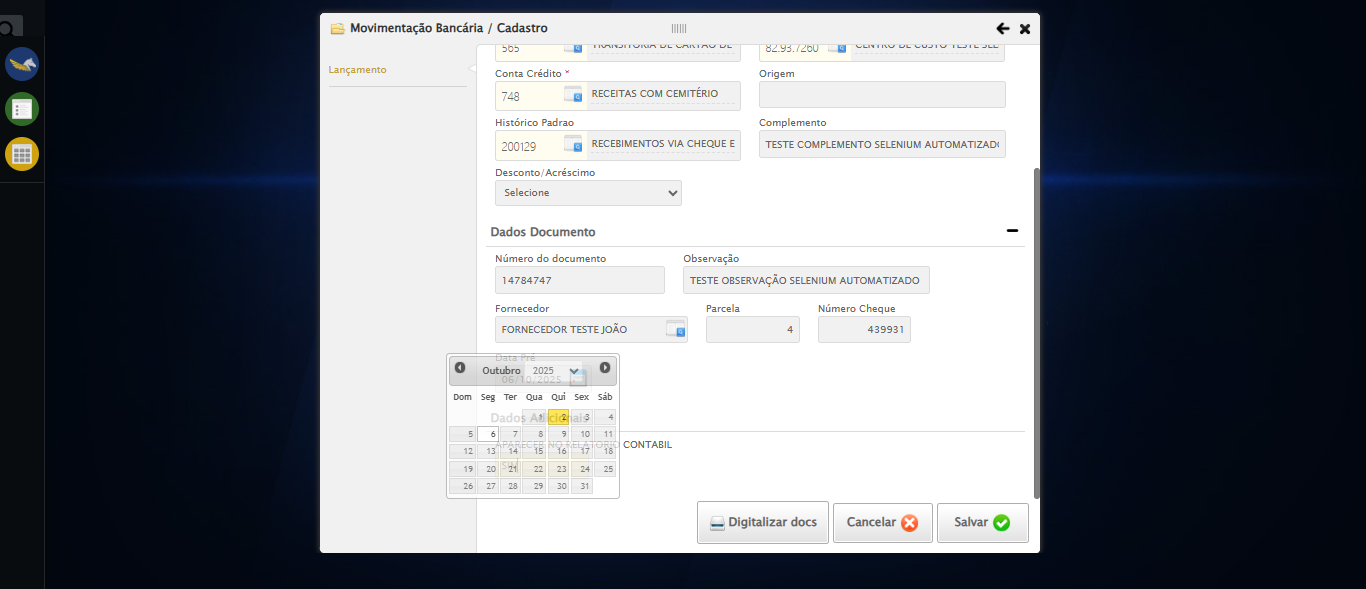 Movimentação Bancária / Cadastro
Lançamento
565 TRANSITORIA DE CARTAO DE 82.93.7260 CENTRO DE CUSTO TESTE SEL
Conta Crédito * Origem
748 RECEITAS COM CEMITÉRIO
Histórico Padrao Complemento
200129 RECEBIMENTOS VIA CHEQUE E TESTE COMPLEMENTO SELENIUM AUTOMATIZADO
Desconto/Acréscimo
Selecione
Dados Documento
Número do documento Observação
14784747 TESTE OBSERVAÇÃO SELENIUM AUTOMATIZADO
Fornecedor Parcela Número Cheque
FORNECEDOR TESTE JOÃO 4 439931
Data Pré
Outubro 2025
06/10/2025
Dom Seg Ter Qua Qui Sex Sáb
1 2 3 4
Dados Adicionais
5 6 7 8 9 10 11
APARECER NO RELATORIO CONTABIL
12 13 14 15 16 17 18
SIM
19 20 21 22 23 24 25
26 27 28 29 30 31
Digitalizar docs Cancelar Salvar